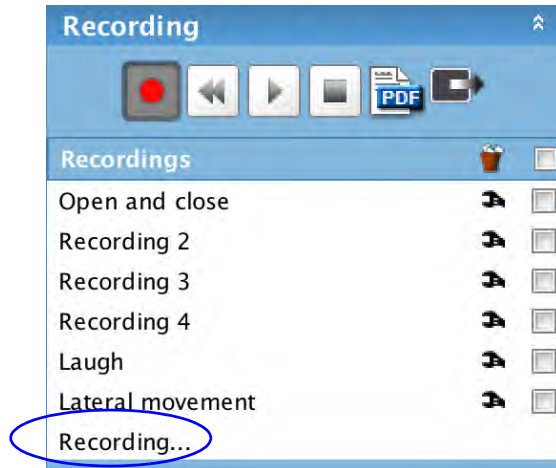 Recording
PDF
Recordings
Open and close
Recording 2
Recording 3
Recording 4
Laugh
Lateral movement
Recording...